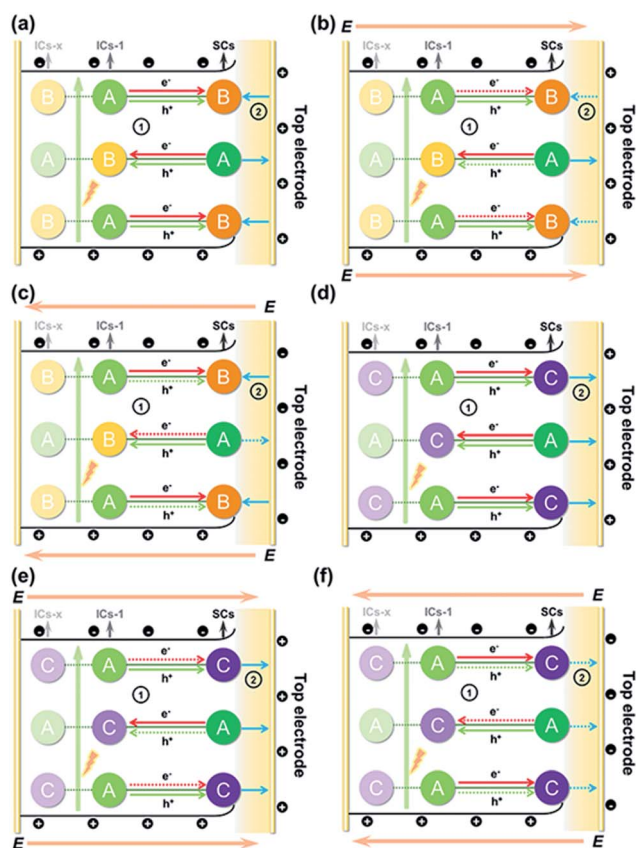 (a)
ICs-x ICs-1 SCs
B A e⁻ h⁺ B
1 2
A B e⁻ h⁺ A
B A e⁻ h⁺ B
Top electrode
(b)
E
ICs-x ICs-1 SCs
B A e⁻ h⁺ B
1 2
A B e⁻ h⁺ A
B A e⁻ h⁺ B
Top electrode
E
(c)
E
ICs-x ICs-1 SCs
B A e⁻ h⁺ B
1 2
A B e⁻ h⁺ A
B A e⁻ h⁺ B
Top electrode
E
(d)
ICs-x ICs-1 SCs
C A e⁻ h⁺ C
1 2
A C e⁻ h⁺ A
C A e⁻ h⁺ C
Top electrode
(e)
E
ICs-x ICs-1 SCs
C A e⁻ h⁺ C
1 2
A C e⁻ h⁺ A
C A e⁻ h⁺ C
Top electrode
E
(f)
E
ICs-x ICs-1 SCs
C A e⁻ h⁺ C
1 2
A C e⁻ h⁺ A
C A e⁻ h⁺ C
Top electrode
E